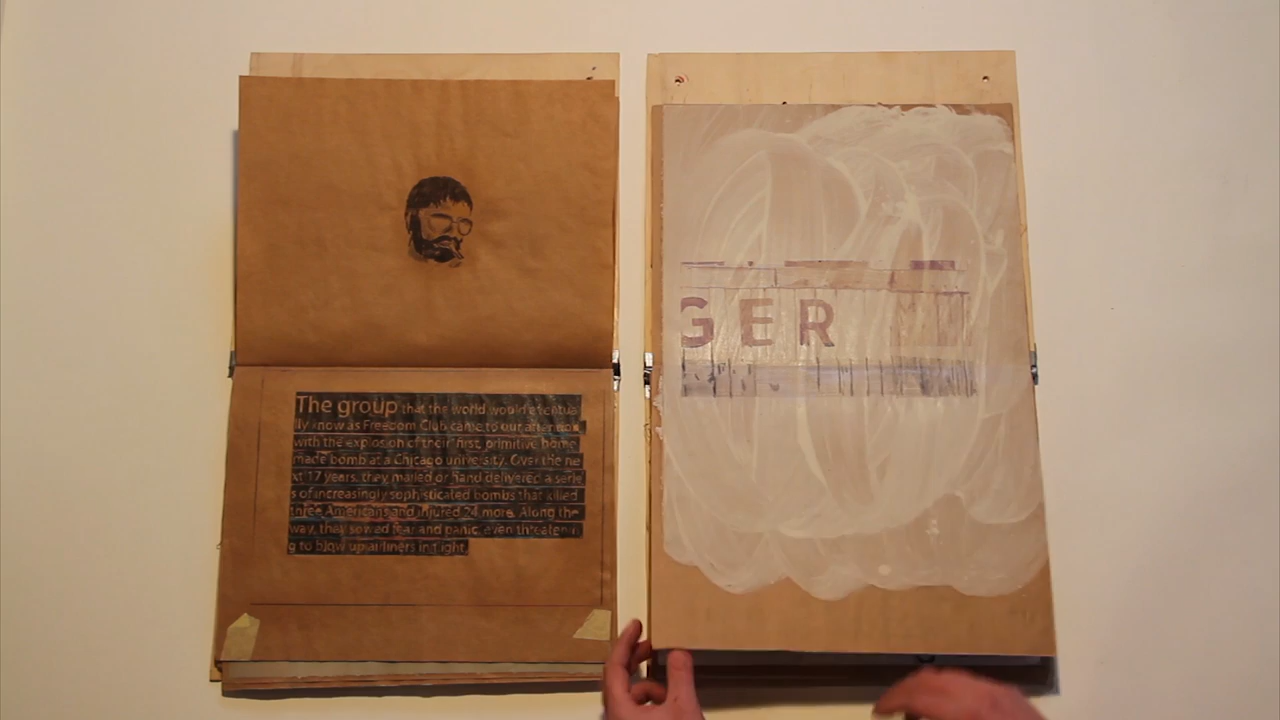 The group that the world would eventua
lly know as Freedom Club came to our attention
with the explosion of their first, primitive home
made bomb at a Chicago university. Over the ne
xt 17 years, they mailed or hand delivered a serie
s of increasingly sophisticated bombs that killed
three Americans and injured 24 more. Along the
way, they sowed fear and panic, even threatenin
g to blow up airliners in flight.
GER